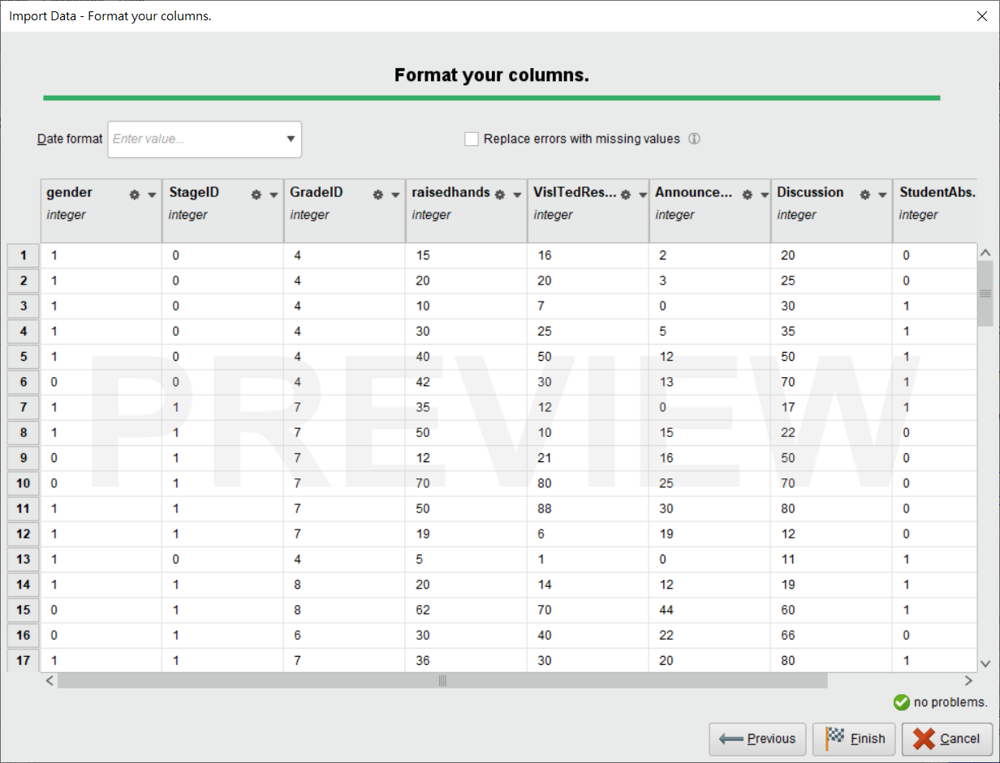 Import Data - Format your columns.
Format your columns.
Date format Enter value... Replace errors with missing values
gender StageID GradeID raisedhands VisITedRes... Announce... Discussion StudentAbs.
integer integer integer integer integer integer integer integer
1 1 0 4 15 16 2 20 0
2 1 0 4 20 20 3 25 0
3 1 0 4 10 7 0 30 1
4 1 0 4 30 25 5 35 1
5 1 0 4 40 50 12 50 1
6 0 0 4 42 30 13 70 1
7 1 1 7 35 12 0 17 1
8 1 1 7 50 10 15 22 0
9 0 1 7 12 21 16 50 0
10 0 1 7 70 80 25 70 0
11 1 1 7 50 88 30 80 0
12 1 1 7 19 6 19 12 0
13 1 0 4 5 1 0 11 1
14 1 1 8 20 14 12 19 1
15 0 1 8 62 70 44 60 1
16 0 1 6 30 40 22 66 0
17 1 1 7 36 30 20 80 1
PREVIEW
no problems.
Previous Finish Cancel